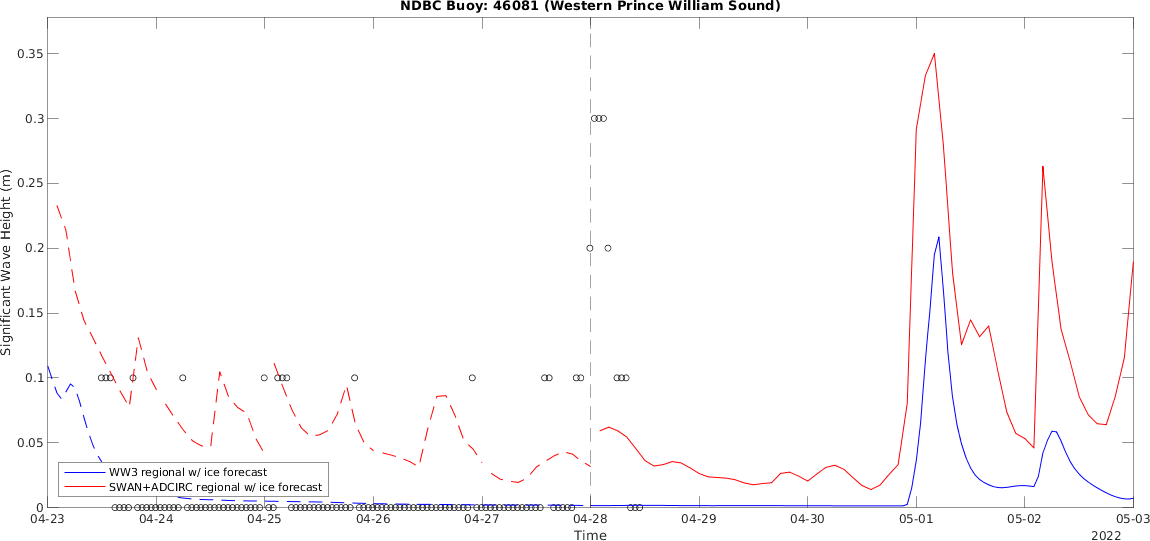 NDBC Buoy: 46081 (Western Prince William Sound)
Significant Wave Height (m)
0.35
0.3
0.25
0.2
0.15
0.1
0.05
0
WW3 regional w/ ice forecast
SWAN+ADCIRC regional w/ ice forecast
04-23 04-24 04-25 04-26 04-27 04-28 04-29 04-30 05-01 05-02 05-03
Time
2022